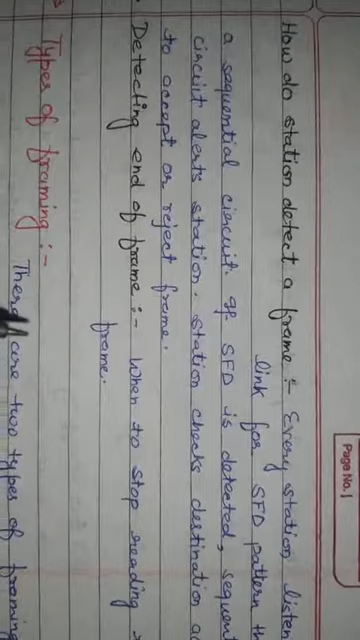 Page No.
How do station detect a frame :- Every station listen
link for SFD pattern th
a sequential circuit. If SFD is detected, sequent
circuit alerts station. Station checks destination a
to accept or reject frame.
Detecting end of frame :- When to stop reading
frame.
Types of framing :-
There are two types of framing